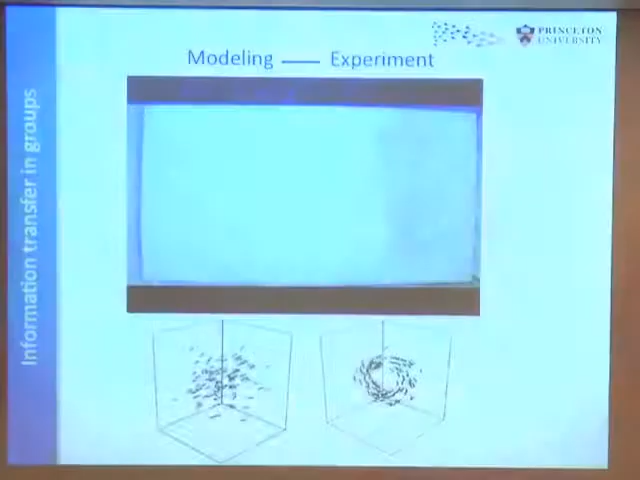 PRINCETON
UNIVERSITY
Modeling — Experiment
Information transfer in groups